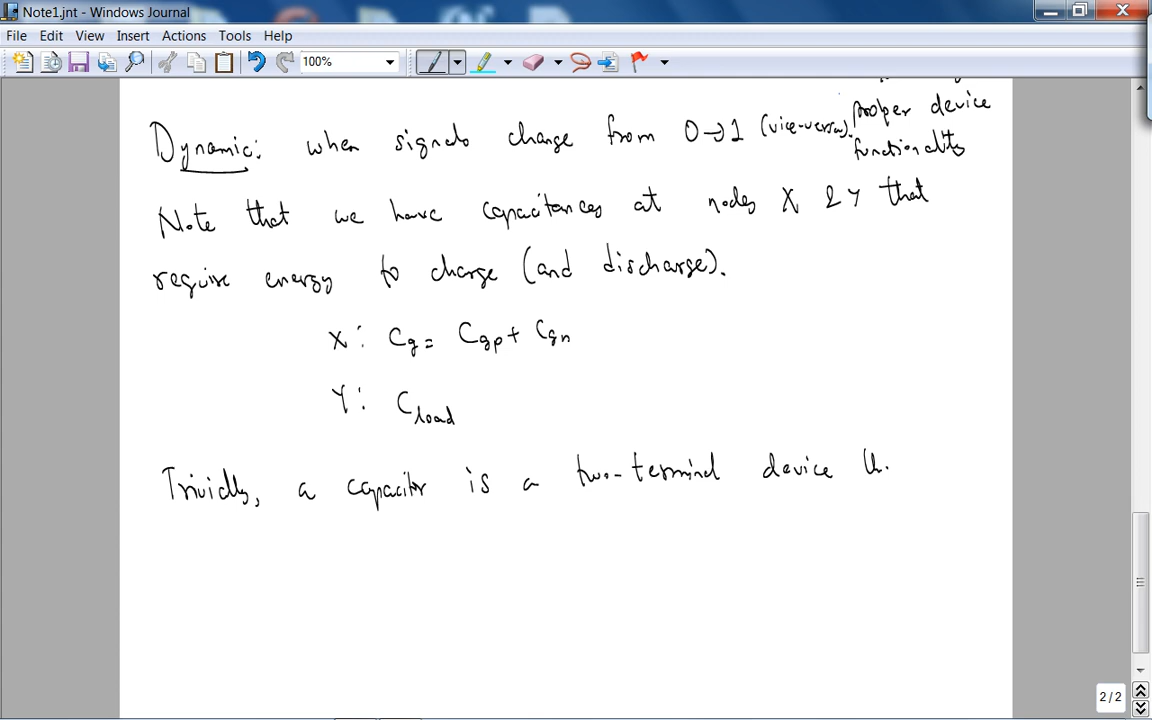 Note1.jnt - Windows Journal
File Edit View Insert Actions Tools Help
100%
proper device
Dynamic: when signals change from 0→1 (vice-versa).
functionality
Note that we have capacitances at nodes X & Y that
require energy to charge (and discharge).
X: Cg = Cgp + Cgn
Y: Cload
Trivially, a capacitor is a two-terminal device
2 / 2